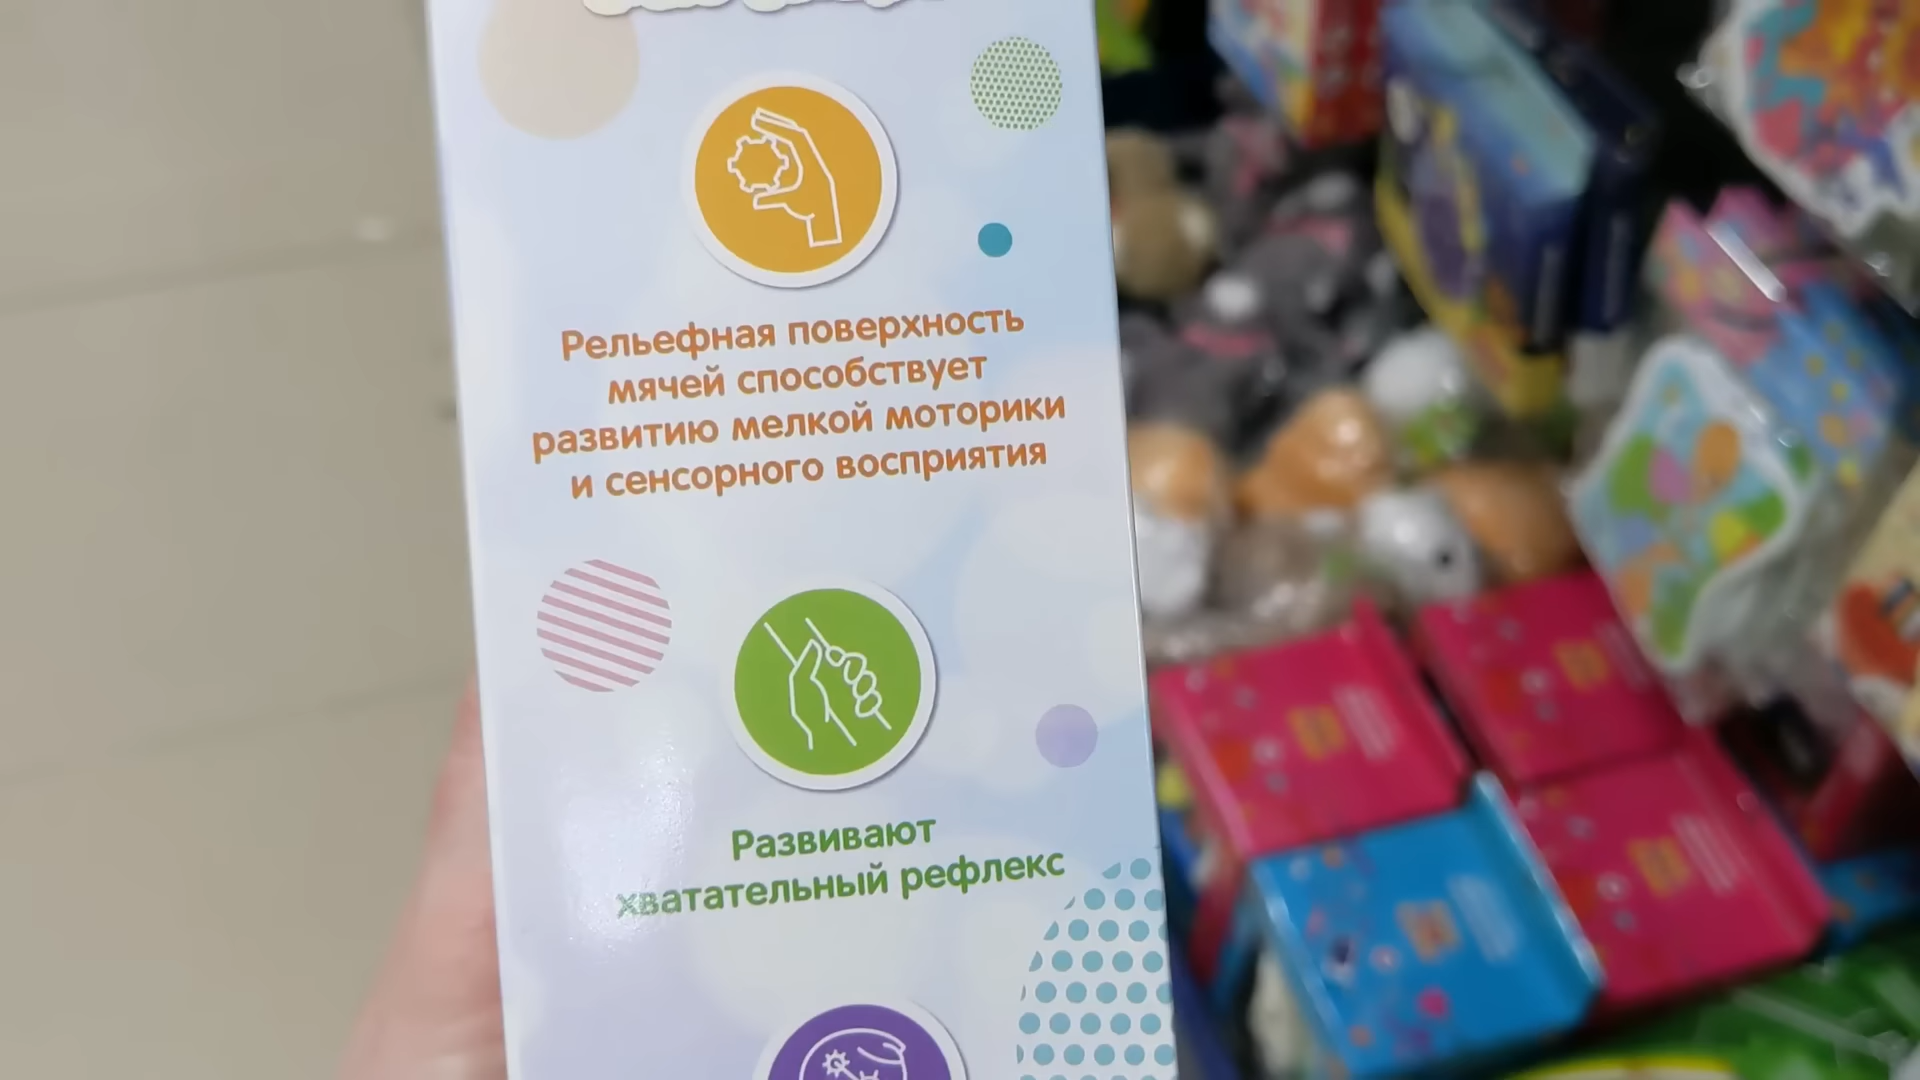 Рельефная поверхность
мячей способствует
развитию мелкой моторики
и сенсорного восприятия
Развивают
хватательный рефлекс